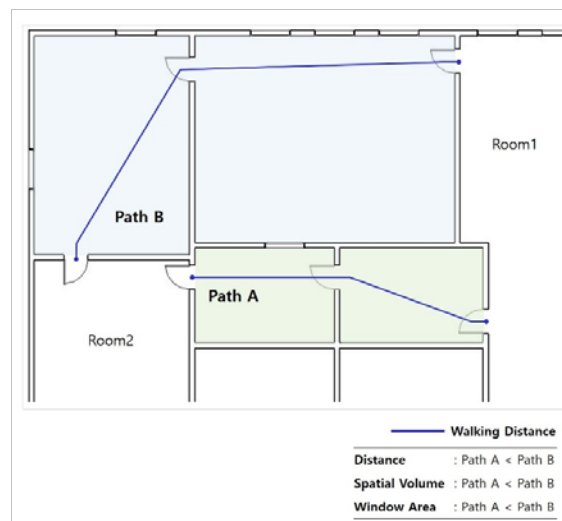 Room1
Path B
Path A
Room2
Walking Distance
Distance : Path A < Path B
Spatial Volume : Path A < Path B
Window Area : Path A < Path B